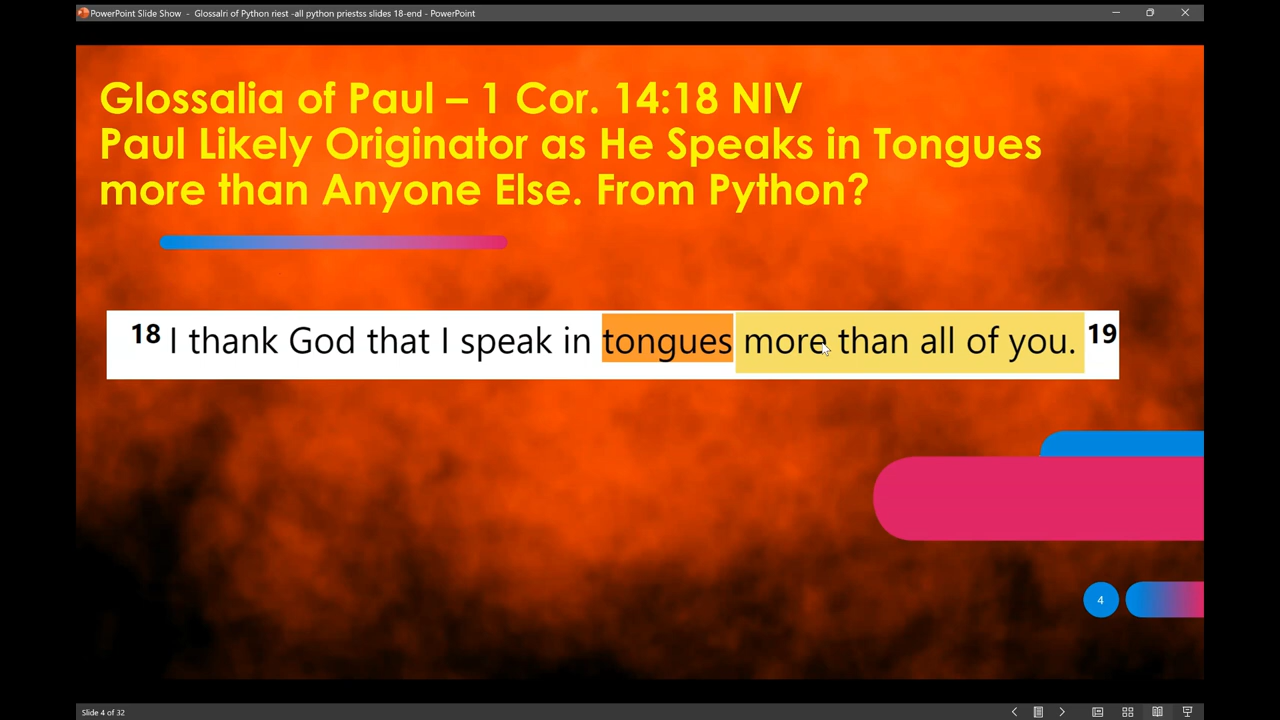 PowerPoint Slide Show - Glossalri of Python riest -all python priestss slides 18-end - PowerPoint
Glossalia of Paul – 1 Cor. 14:18 NIV
Paul Likely Originator as He Speaks in Tongues
more than Anyone Else. From Python?
18 I thank God that I speak in tongues more than all of you. 19
4
Slide 4 of 32